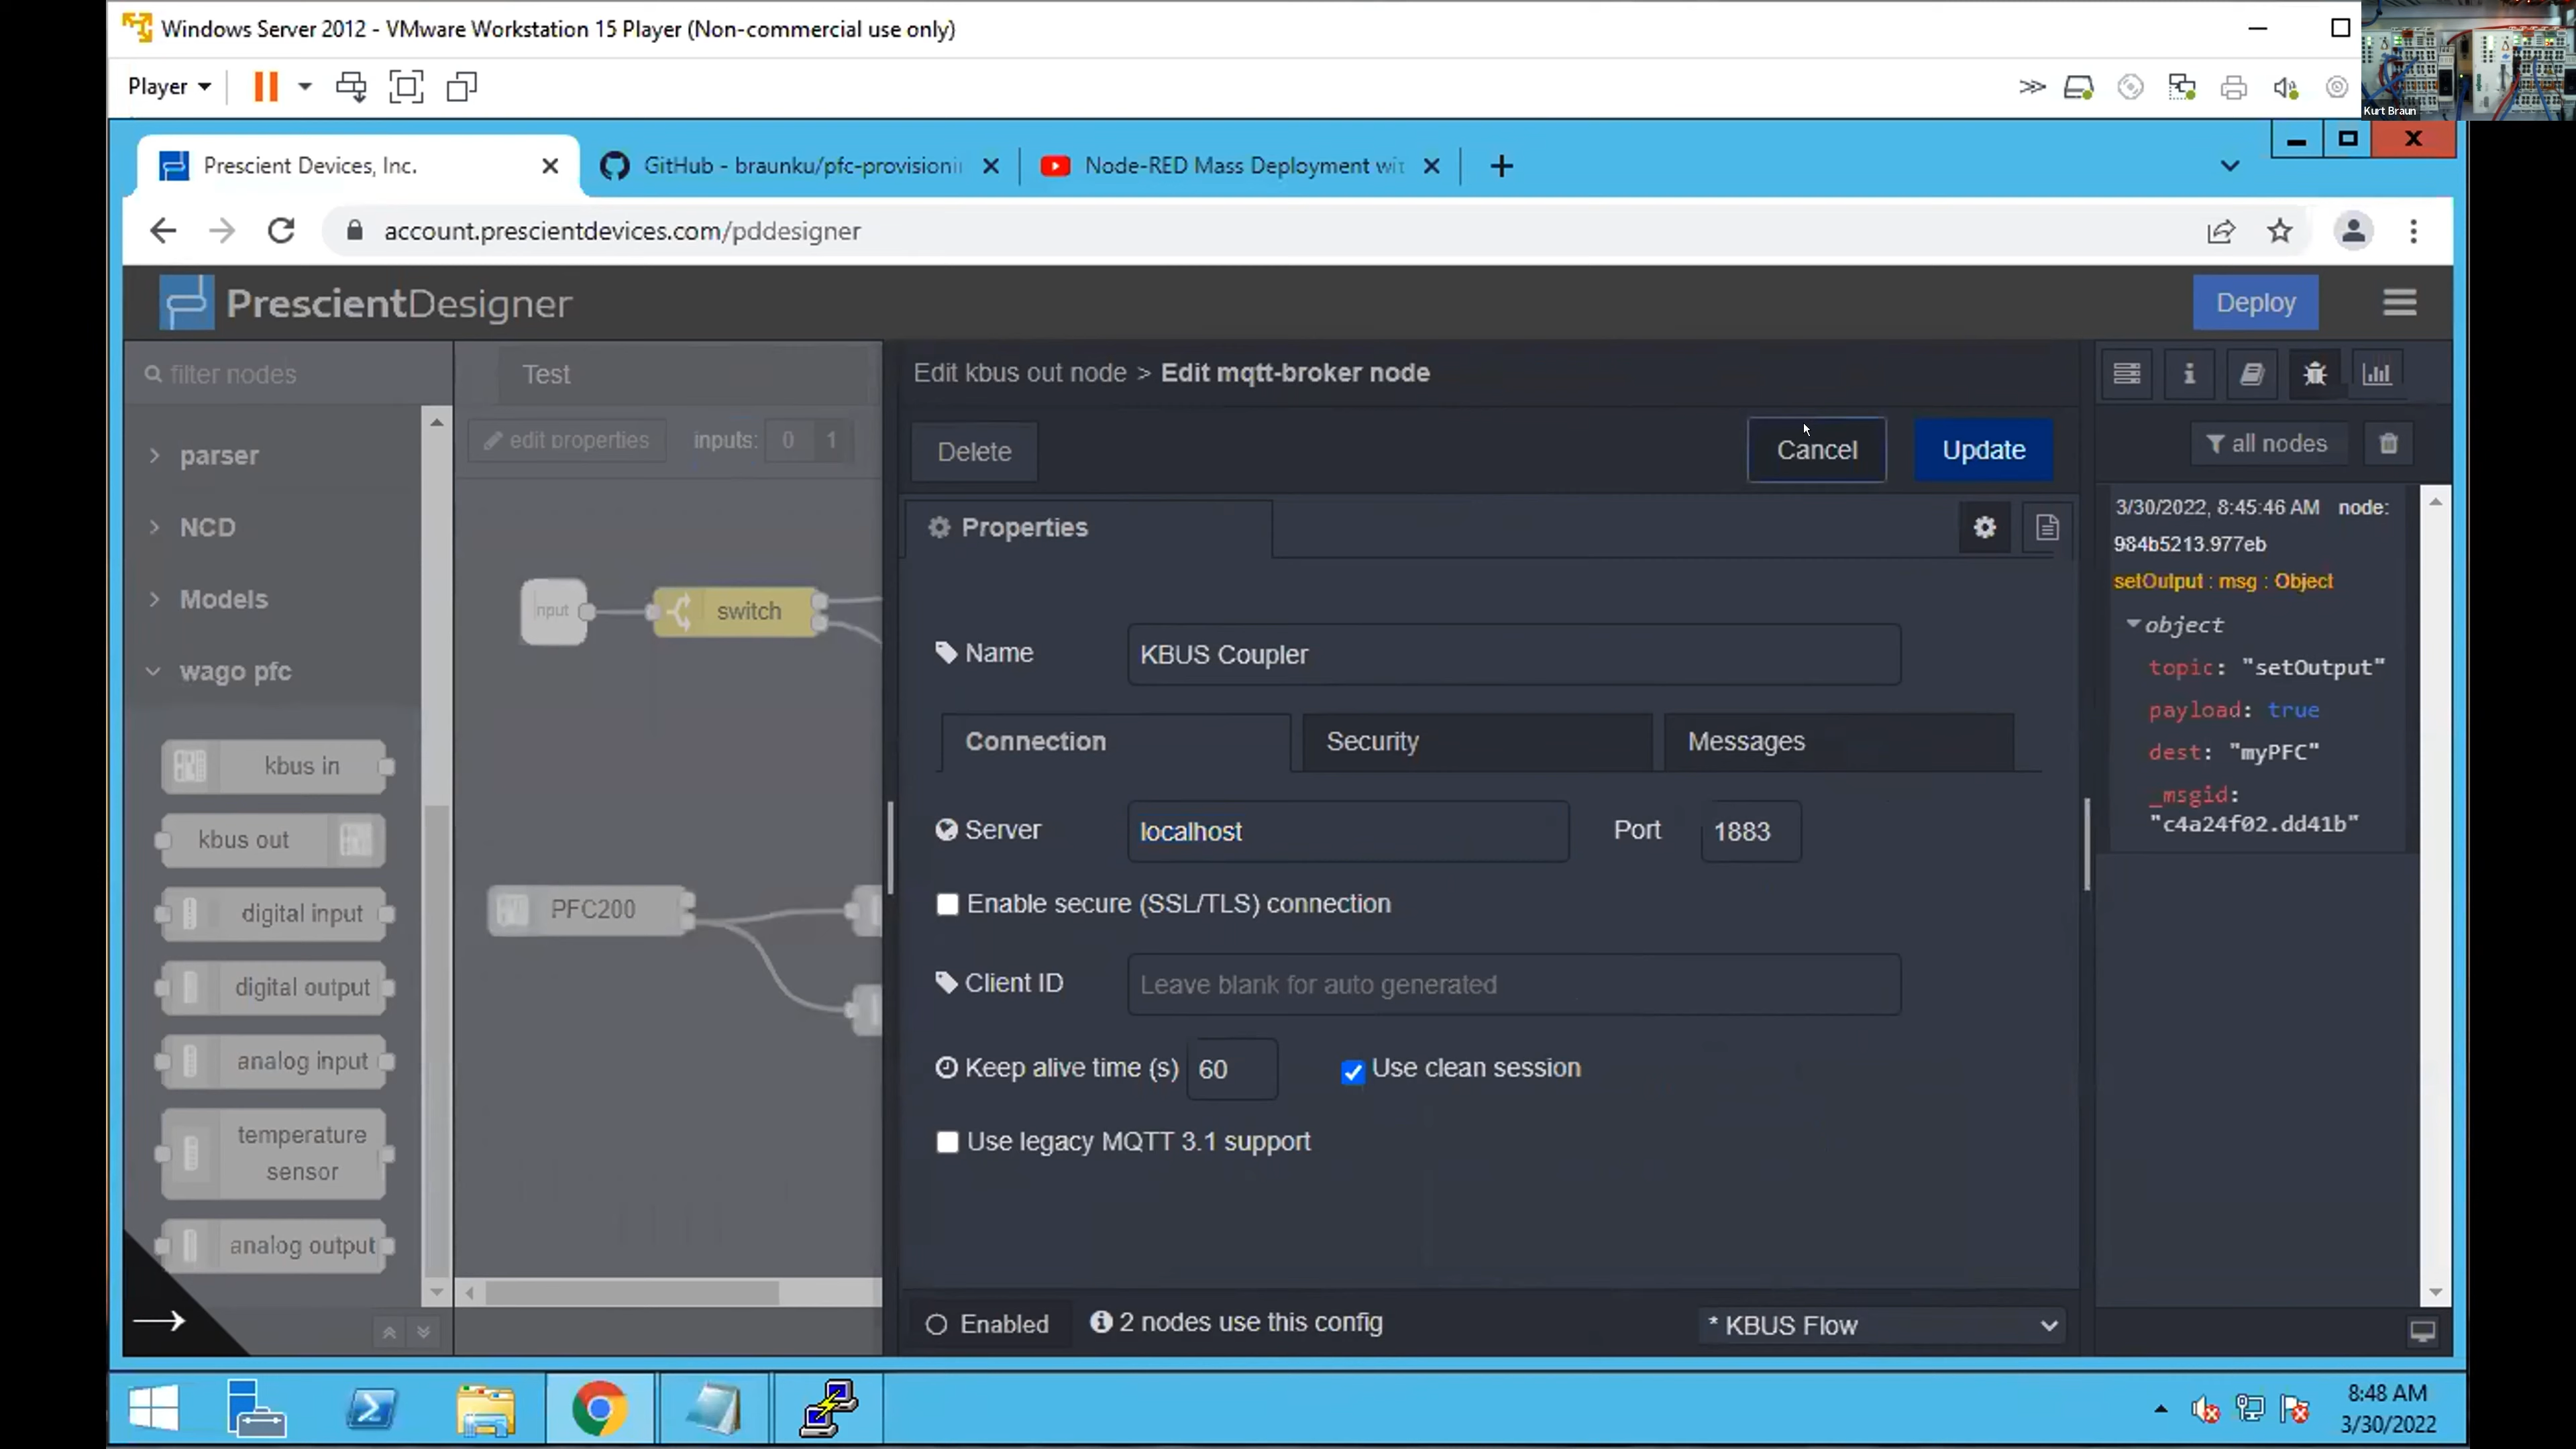 Windows Server 2012 - VMware Workstation 15 Player (Non-commercial use only)
Player
Kurt Braun
Prescient Devices, Inc.
GitHub - braunku/pfc-provisioni
Node-RED Mass Deployment wit
account.prescientdevices.com/pddesigner
PrescientDesigner
Deploy
filter nodes
Test
Edit kbus out node > Edit mqtt-broker node
edit properties
inputs: 0 1
Delete
Cancel
Update
all nodes
parser
NCD
Models
wago pfc
kbus in
kbus out
digital input
digital output
analog input
temperature
sensor
analog output
nput
switch
PFC200
Properties
Name
KBUS Coupler
Connection
Security
Messages
Server
localhost
Port
1883
Enable secure (SSL/TLS) connection
Client ID
Leave blank for auto generated
Keep alive time (s)
60
Use clean session
Use legacy MQTT 3.1 support
Enabled
2 nodes use this config
* KBUS Flow
3/30/2022, 8:45:46 AM node:
984b5213.977eb
setOutput : msg : Object
object
topic: "setOutput"
payload: true
dest: "myPFC"
_msgid:
"c4a24f02.dd41b"
8:48 AM
3/30/2022